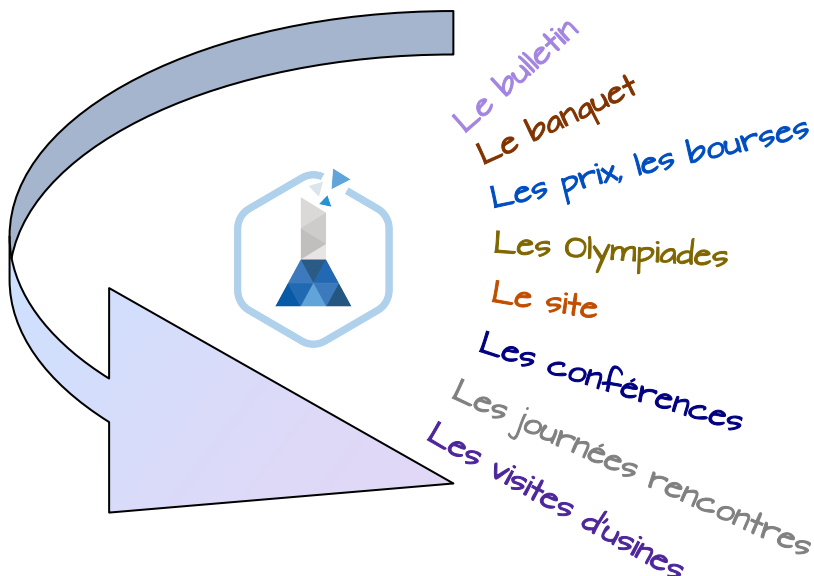 Le bulletin
Le banquet
Les prix, les bourses
Les Olympiades
Le site
Les conférences
Les journées rencontres
Les visites d'usines